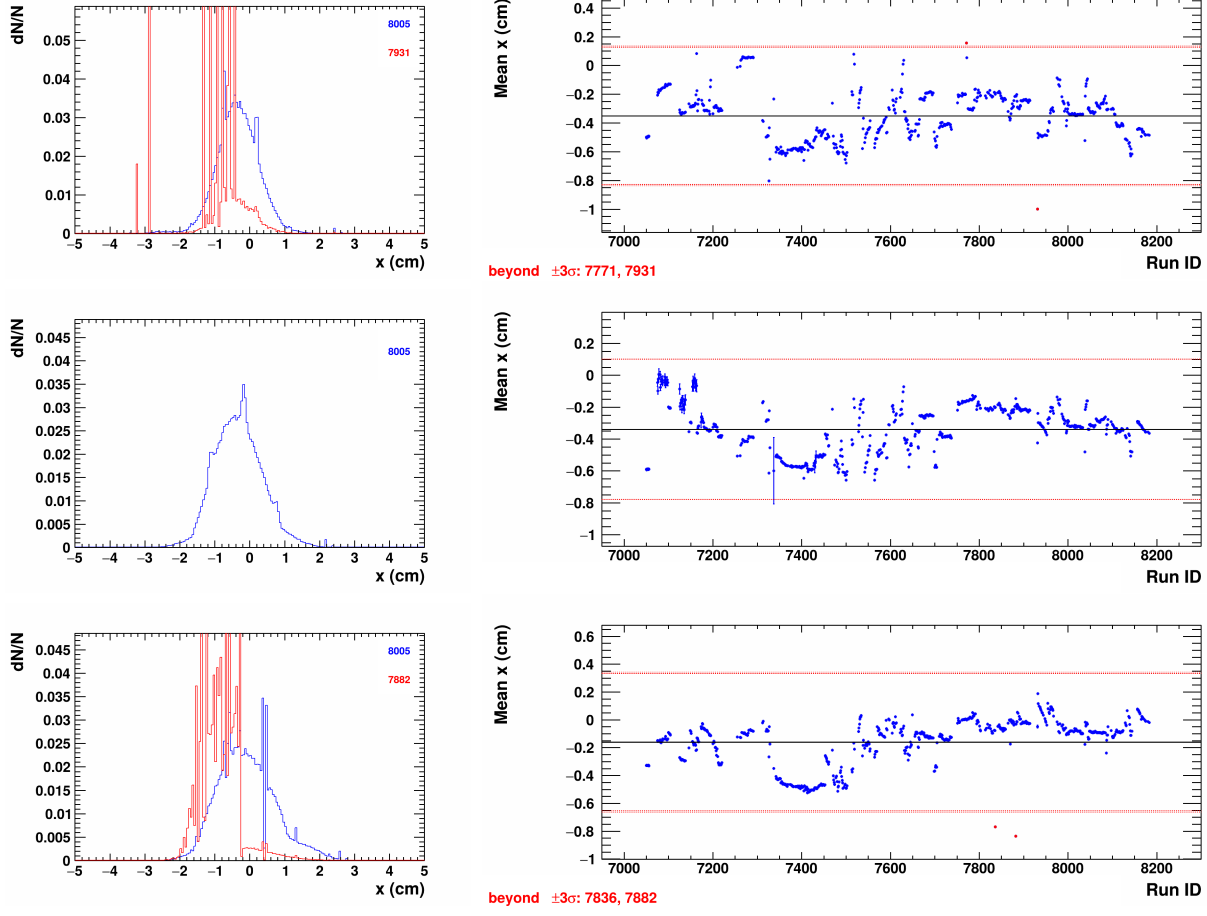 dN/N
0.05
0.04
0.03
0.02
0.01
0
8005
7931
−5 −4 −3 −2 −1 0 1 2 3 4 5
x (cm)
Mean x (cm)
0.4
0.2
0
−0.2
−0.4
−0.6
−0.8
−1
7000 7200 7400 7600 7800 8000 8200
Run ID
beyond ±3σ: 7771, 7931
dN/N
0.045
0.04
0.035
0.03
0.025
0.02
0.015
0.01
0.005
0
8005
−5 −4 −3 −2 −1 0 1 2 3 4 5
x (cm)
Mean x (cm)
0.2
0
−0.2
−0.4
−0.6
−0.8
−1
7000 7200 7400 7600 7800 8000 8200
Run ID
dN/N
0.045
0.04
0.035
0.03
0.025
0.02
0.015
0.01
0.005
0
8005
7882
−5 −4 −3 −2 −1 0 1 2 3 4 5
x (cm)
Mean x (cm)
0.6
0.4
0.2
0
−0.2
−0.4
−0.6
−0.8
−1
7000 7200 7400 7600 7800 8000 8200
Run ID
beyond ±3σ: 7836, 7882